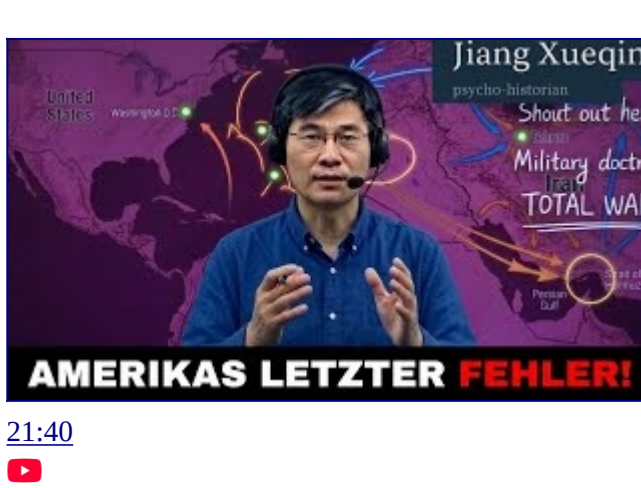 Jiang Xueqin
psycho-historian
United
States
Washington D.C.
Shout out he
Military doct
Iran
TOTAL WA
Persian
Gulf
AMERIKAS LETZTER FEHLER!
21:40